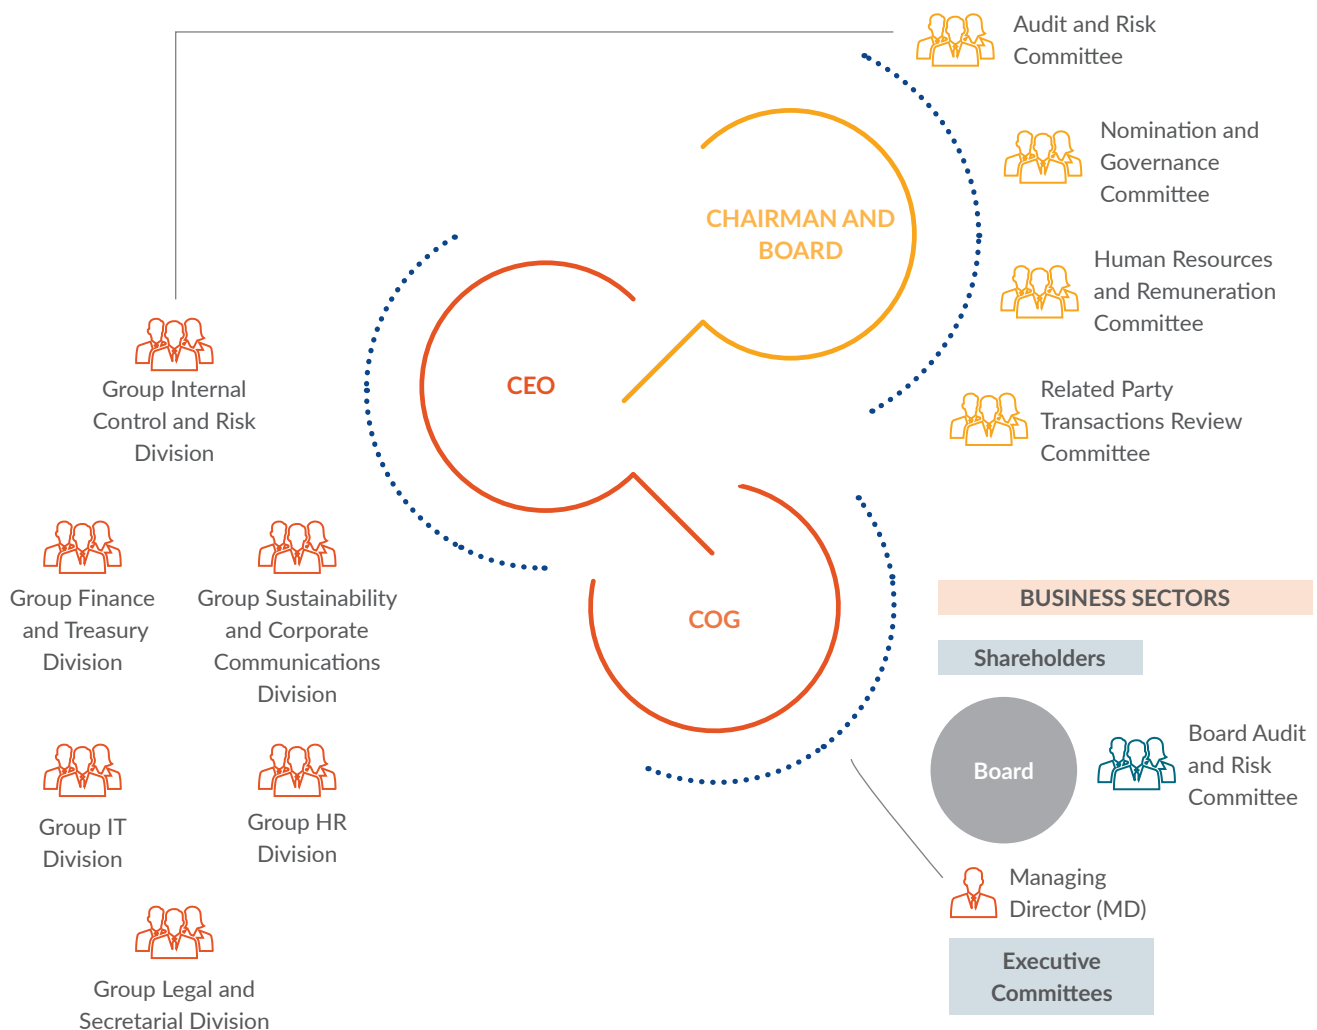 Audit and Risk
Committee
Nomination and
Governance
Committee
CHAIRMAN AND
BOARD
Human Resources
and Remuneration
Committee
CEO
Group Internal
Control and Risk
Division
Related Party
Transactions Review
Committee
Group Finance
and Treasury
Division
Group Sustainability
and Corporate
Communications
Division
COG
BUSINESS SECTORS
Shareholders
Board
Board Audit
and Risk
Committee
Group IT
Division
Group HR
Division
Managing
Director (MD)
Executive
Committees
Group Legal and
Secretarial Division